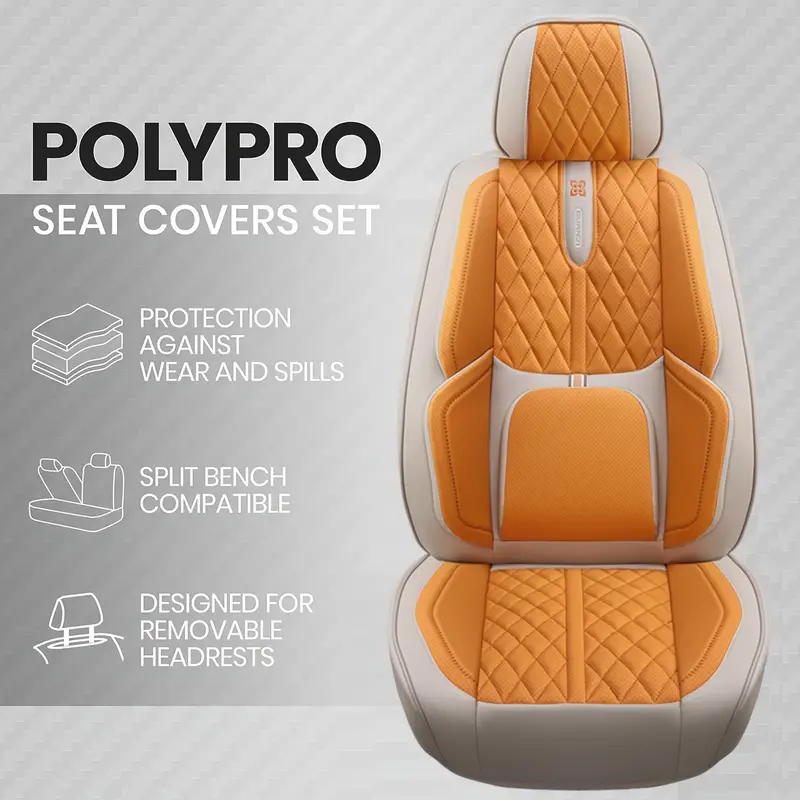 POLYPRO
SEAT COVERS SET
PROTECTION
AGAINST
WEAR AND SPILLS
SPLIT BENCH
COMPATIBLE
DESIGNED FOR
REMOVABLE
HEADRESTS